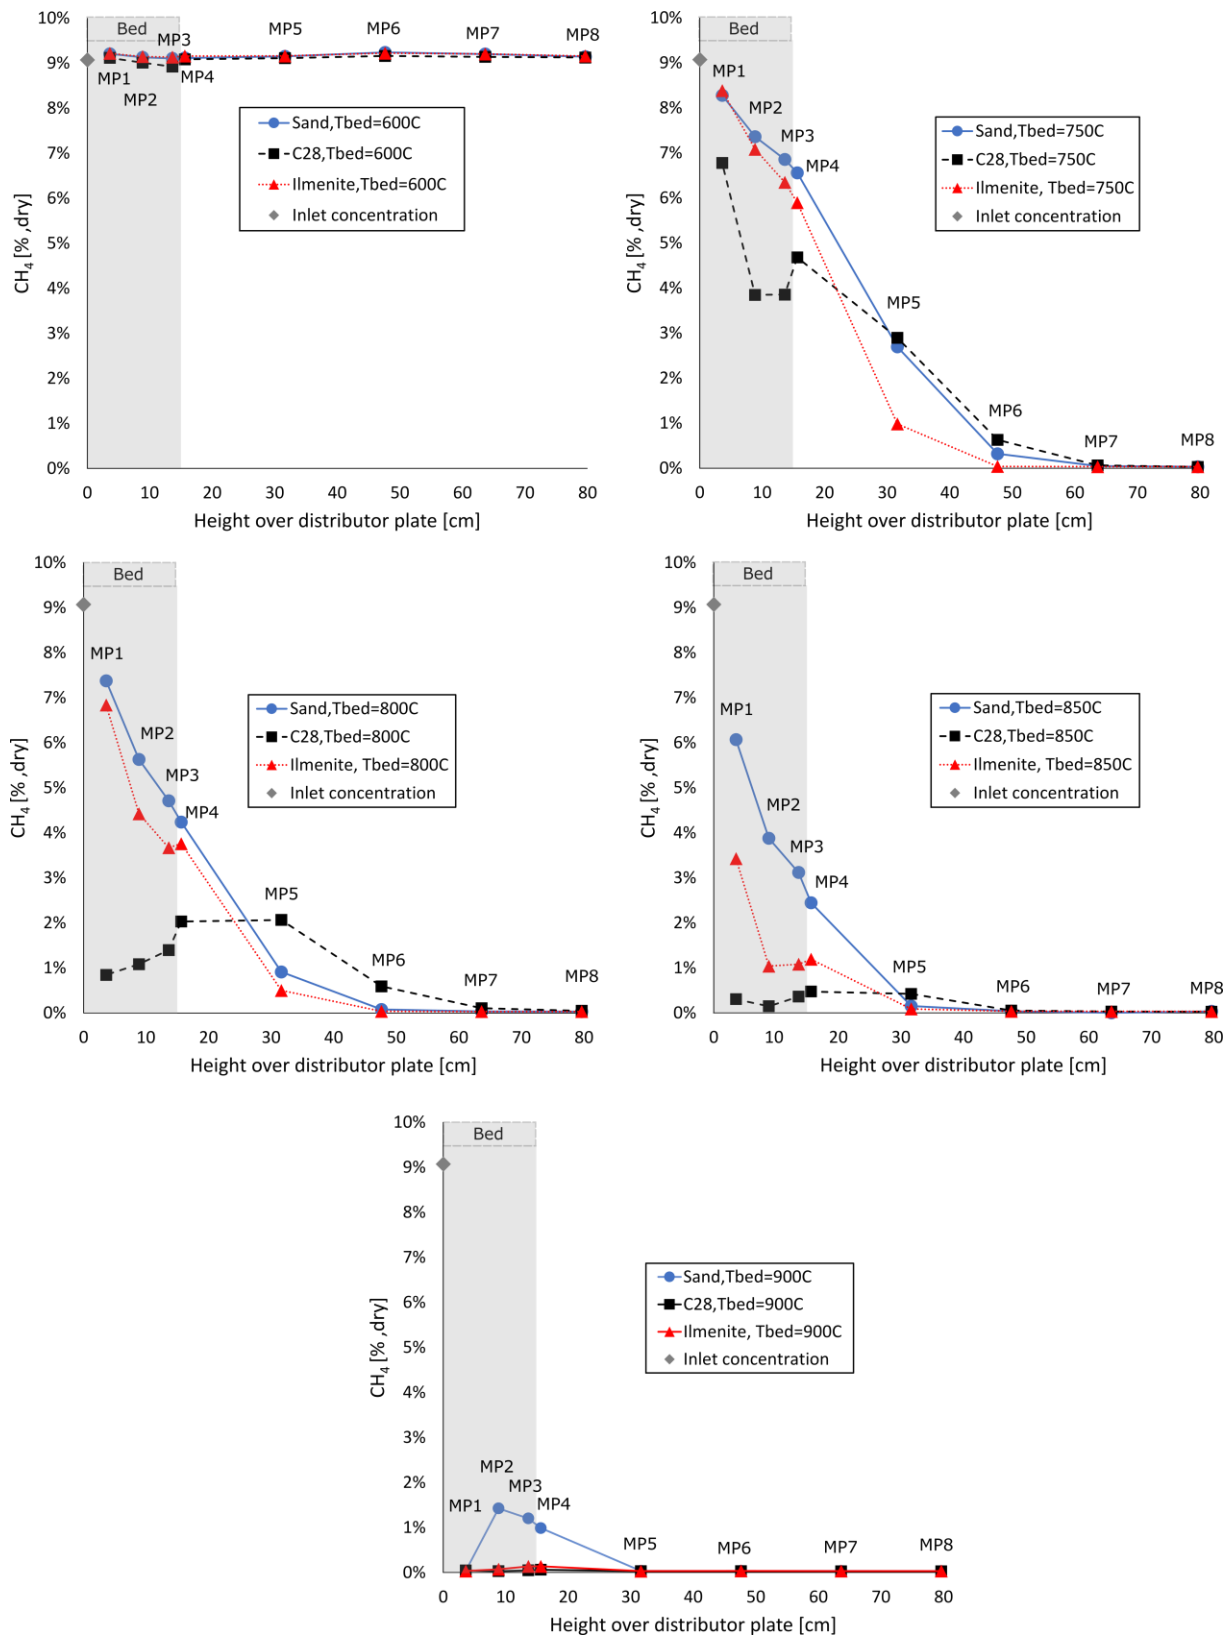 10%
9%
8%
7%
6%
5%
4%
3%
2%
1%
0%
CH4 [% ,dry]
Bed
MP1
MP2
MP3
MP4
MP5
MP6
MP7
MP8
Sand,Tbed=600C
C28,Tbed=600C
Ilmenite,Tbed=600C
Inlet concentration
0 10 20 30 40 50 60 70 80
Height over distributor plate [cm]
10%
9%
8%
7%
6%
5%
4%
3%
2%
1%
0%
CH4 [% ,dry]
Bed
MP1
MP2
MP3
MP4
MP5
MP6
MP7
MP8
Sand,Tbed=750C
C28,Tbed=750C
Ilmenite, Tbed=750C
Inlet concentration
0 10 20 30 40 50 60 70 80
Height over distributor plate [cm]
10%
9%
8%
7%
6%
5%
4%
3%
2%
1%
0%
CH4 [% ,dry]
Bed
MP1
MP2
MP3
MP4
MP5
MP6
MP7
MP8
Sand,Tbed=800C
C28,Tbed=800C
Ilmenite, Tbed=800C
Inlet concentration
0 10 20 30 40 50 60 70 80
Height over distributor plate [cm]
10%
9%
8%
7%
6%
5%
4%
3%
2%
1%
0%
CH4 [% ,dry]
Bed
MP1
MP2
MP3
MP4
MP5
MP6
MP7
MP8
Sand,Tbed=850C
C28,Tbed=850C
Ilmenite, Tbed=850C
Inlet concentration
0 10 20 30 40 50 60 70 80
Height over distributor plate [cm]
10%
9%
8%
7%
6%
5%
4%
3%
2%
1%
0%
CH4 [% ,dry]
Bed
MP1
MP2
MP3
MP4
MP5
MP6
MP7
MP8
Sand,Tbed=900C
C28,Tbed=900C
Ilmenite, Tbed=900C
Inlet concentration
0 10 20 30 40 50 60 70 80
Height over distributor plate [cm]